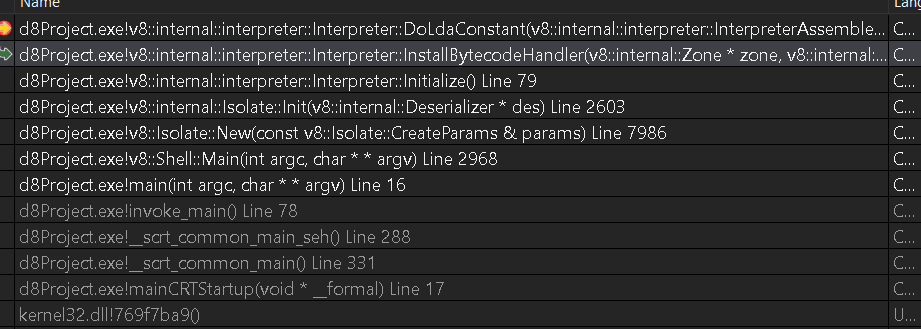 Name Lang
d8Project.exe!v8::internal::interpreter::Interpreter::DoLdaConstant(v8::internal::interpreter::InterpreterAssemble... C...
d8Project.exe!v8::internal::interpreter::Interpreter::InstallBytecodeHandler(v8::internal::Zone * zone, v8::internal:... C...
d8Project.exe!v8::internal::interpreter::Interpreter::Initialize() Line 79 C...
d8Project.exe!v8::internal::Isolate::Init(v8::internal::Deserializer * des) Line 2603 C...
d8Project.exe!v8::Isolate::New(const v8::Isolate::CreateParams & params) Line 7986 C...
d8Project.exe!v8::Shell::Main(int argc, char * * argv) Line 2968 C...
d8Project.exe!main(int argc, char * * argv) Line 16 C...
d8Project.exe!invoke_main() Line 78 C...
d8Project.exe!__scrt_common_main_seh() Line 288 C...
d8Project.exe!__scrt_common_main() Line 331 C...
d8Project.exe!mainCRTStartup(void * __formal) Line 17 C...
kernel32.dll!769f7ba9() U...